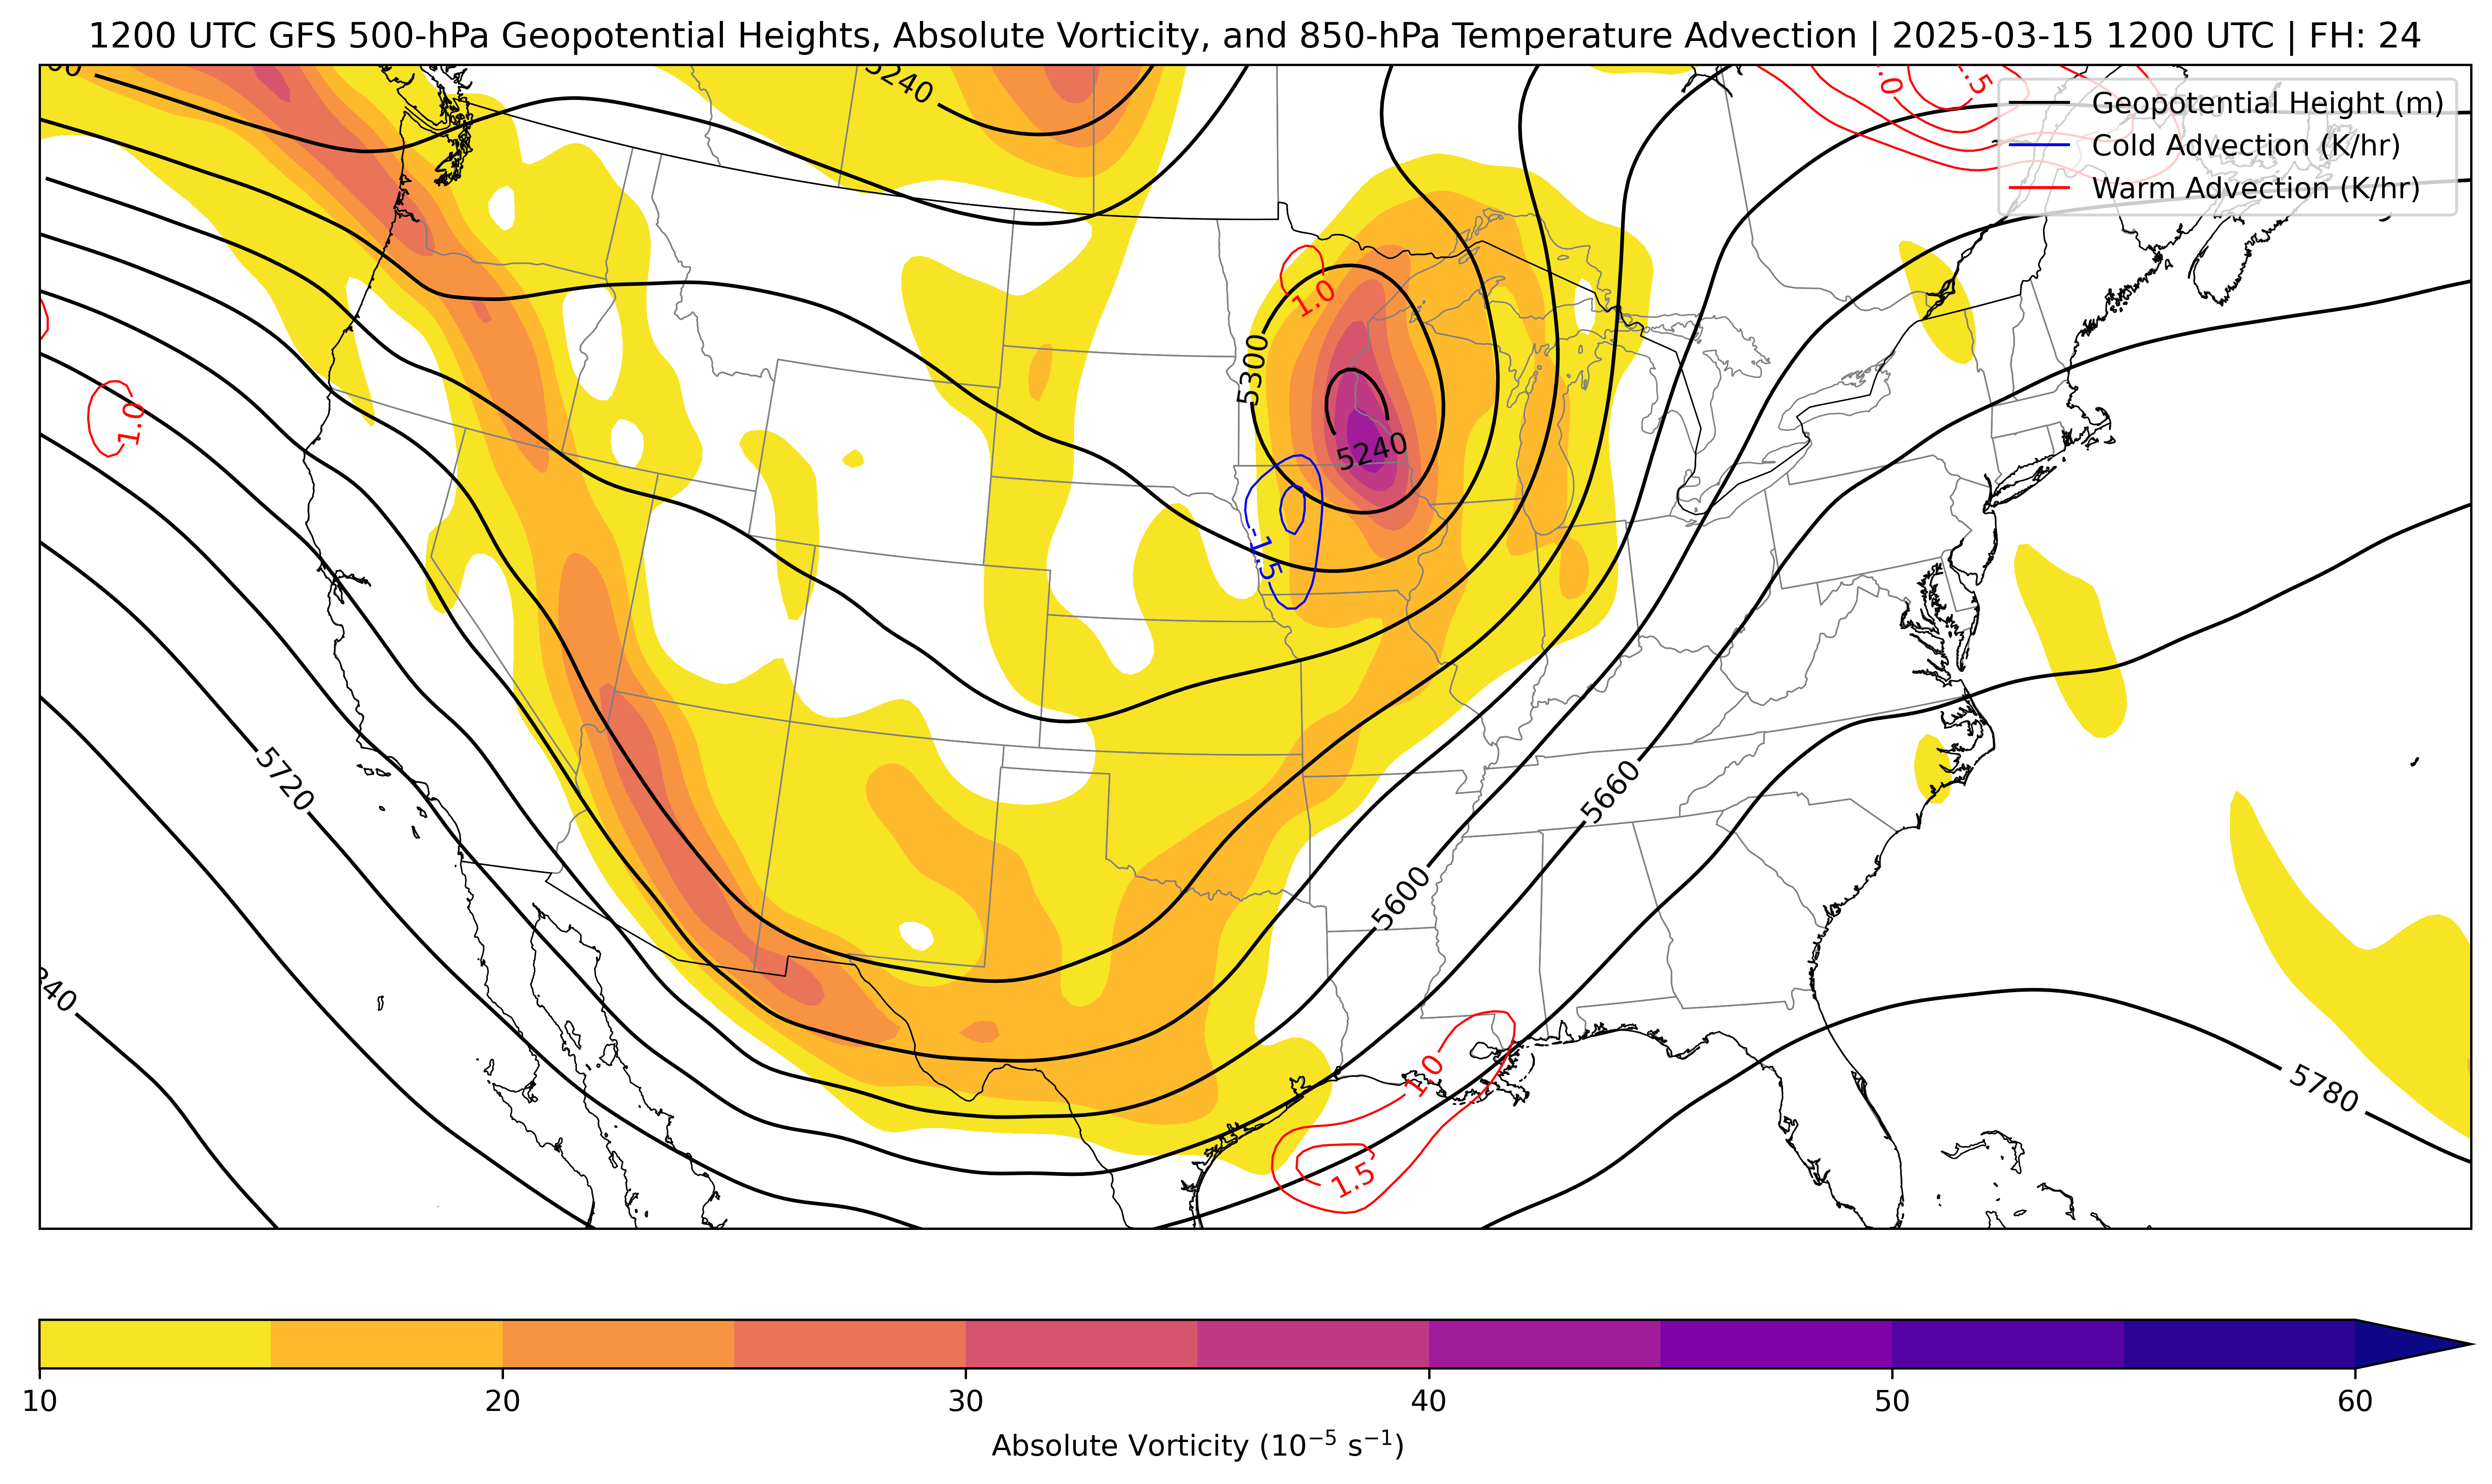 1200 UTC GFS 500-hPa Geopotential Heights, Absolute Vorticity, and 850-hPa Temperature Advection | 2025-03-15 1200 UTC | FH: 24
5240
Geopotential Height (m)
Cold Advection (K/hr)
Warm Advection (K/hr)
1.0
5300
1.0
5240
-1.5
5720
5660
5600
1.0
5780
1.5
10 20 30 40 50 60
Absolute Vorticity (10⁻⁵ s⁻¹)